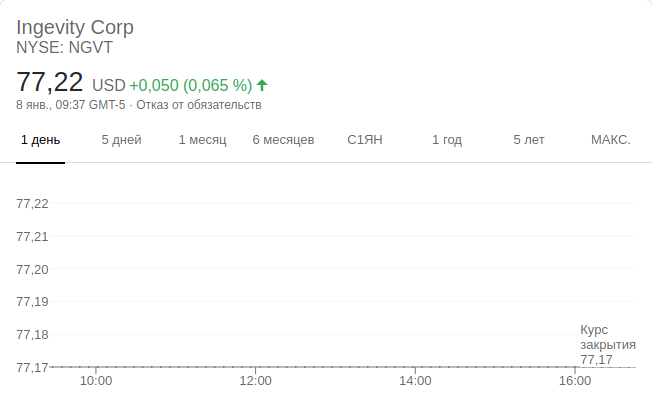 Ingevity Corp
NYSE: NGVT
77,22 USD +0,050 (0,065 %)
8 янв., 09:37 GMT-5 · Отказ от обязательств
1 день 5 дней 1 месяц 6 месяцев С1ЯН 1 год 5 лет МАКС.
77,22
77,21
77,20
77,19
77,18
Курс
закрытия
77,17
77,17
10:00 12:00 14:00 16:00